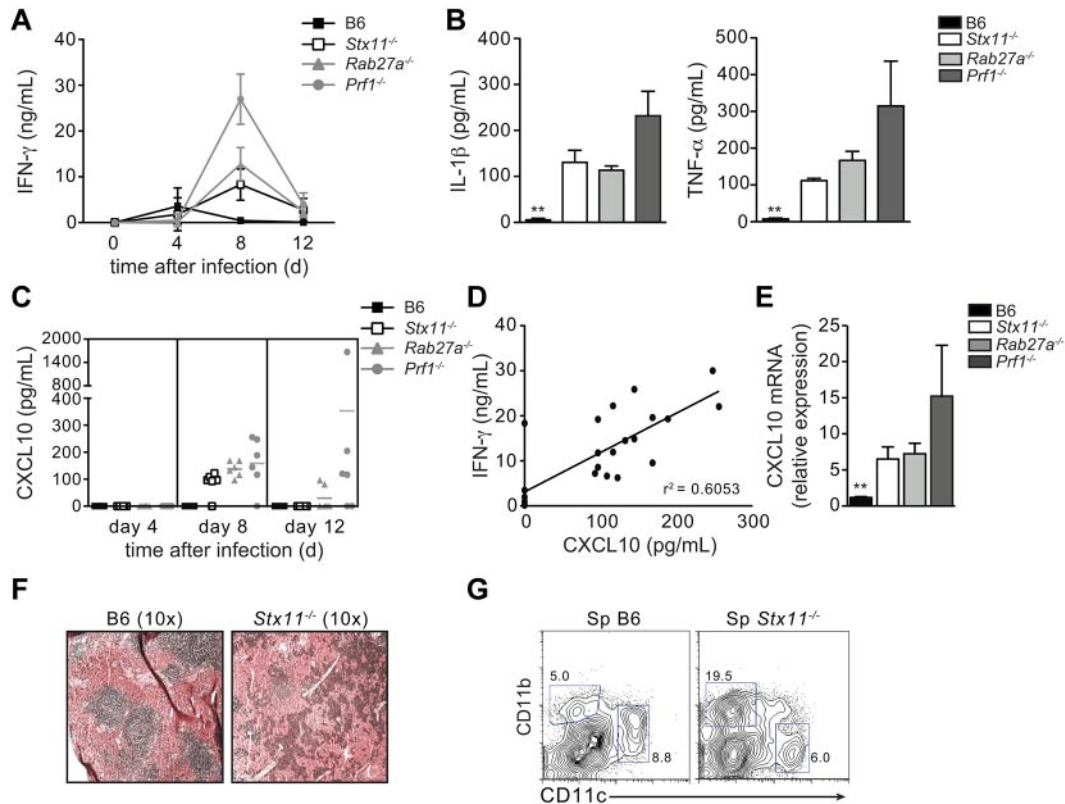 A
B6
Stx11-/-
Rab27a-/-
Prf1-/-
IFN-γ (ng/mL)
40
30
20
10
0
0 4 8 12
time after infection (d)
B
IL-1β (pg/mL)
400
300
200
100
0
**
TNF-α (pg/mL)
500
400
300
200
100
0
**
B6
Stx11-/-
Rab27a-/-
Prf1-/-
C
B6
Stx11-/-
Rab27a-/-
Prf1-/-
CXCL10 (pg/mL)
2000
1400
800
400
300
200
100
0
day 4 day 8 day 12
time after infection (d)
D
IFN-γ (ng/mL)
40
30
20
10
0
r² = 0.6053
0 100 200 300
CXCL10 (pg/mL)
E
CXCL10 mRNA
(relative expression)
25
20
15
10
5
0
**
B6
Stx11-/-
Rab27a-/-
Prf1-/-
F
B6 (10x) Stx11-/- (10x)
G
Sp B6 Sp Stx11-/-
CD11b
5.0
8.8
19.5
6.0
CD11c